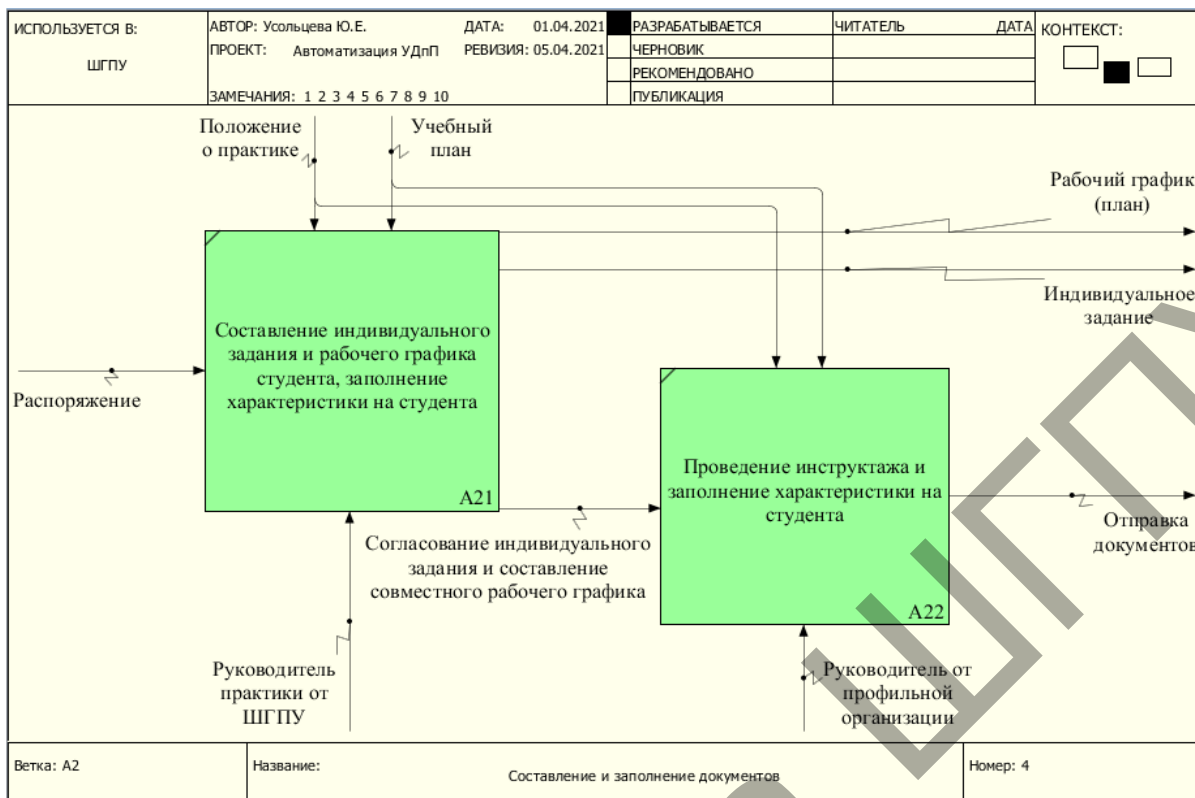 ИСПОЛЬЗУЕТСЯ В:
ШГПУ
АВТОР: Усольцева Ю.Е.
ДАТА: 01.04.2021
ПРОЕКТ: Автоматизация УДпП
РЕВИЗИЯ: 05.04.2021
ЗАМЕЧАНИЯ: 1 2 3 4 5 6 7 8 9 10
РАЗРАБАТЫВАЕТСЯ
ЧЕРНОВИК
РЕКОМЕНДОВАНО
ПУБЛИКАЦИЯ
ЧИТАТЕЛЬ
ДАТА
КОНТЕКСТ:
Положение
о практике
Учебный
план
Рабочий график
(план)
Индивидуальное
задание
Распоряжение
Составление индивидуального
задания и рабочего графика
студента, заполнение
характеристики на студента
A21
Согласование индивидуального
задания и составление
совместного рабочего графика
Проведение инструктажа и
заполнение характеристики на
студента
A22
Отправка
документов
Руководитель
практики от
ШГПУ
Руководитель от
профильной
организации
Ветка: A2
Название:
Составление и заполнение документов
Номер: 4